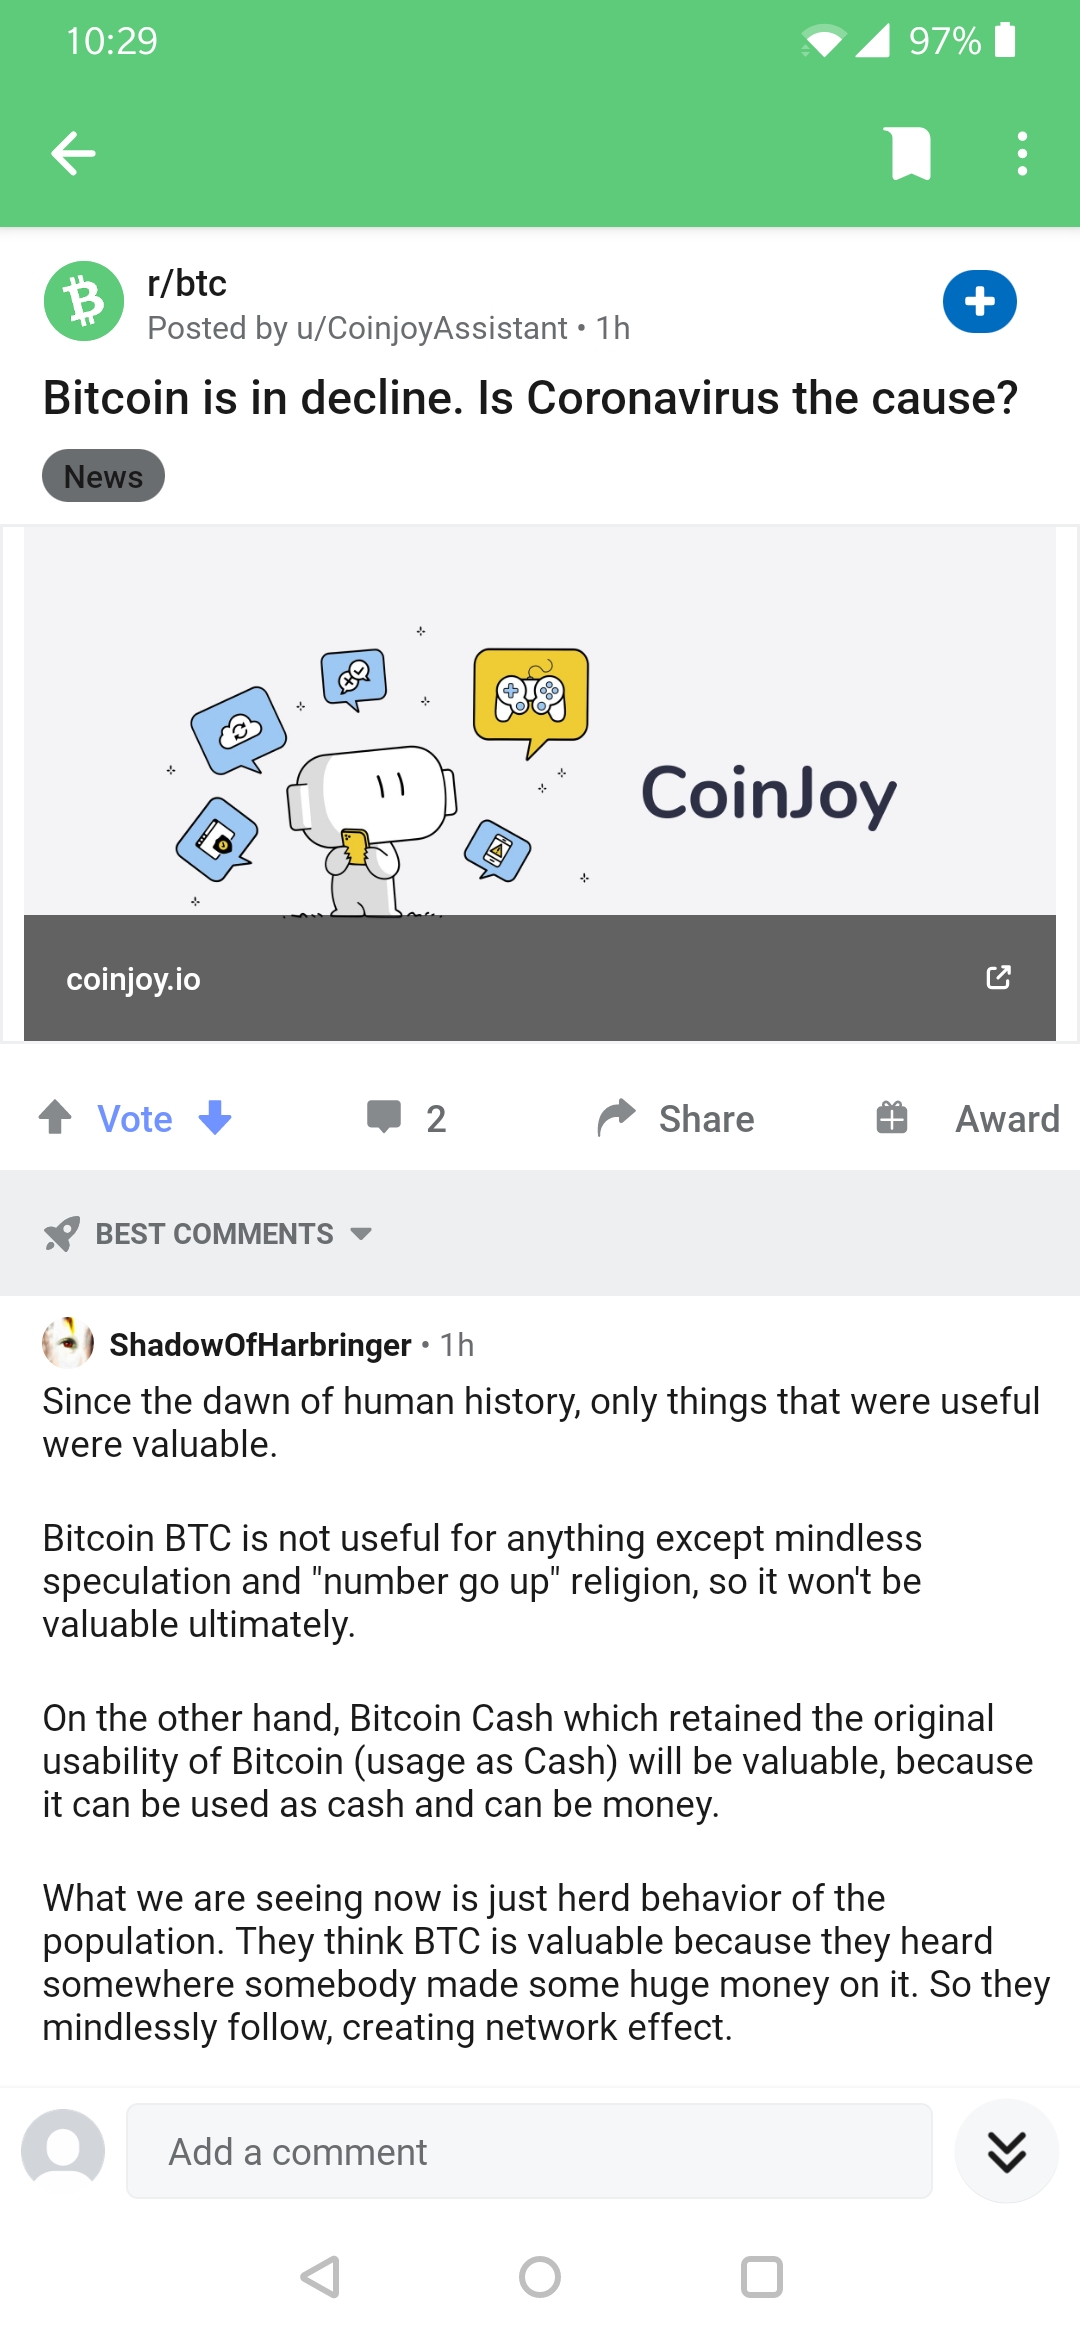 10:29
97%
r/btc
Posted by u/CoinjoyAssistant • 1h
Bitcoin is in decline. Is Coronavirus the cause?
News
CoinJoy
coinjoy.io
Vote
2
Share
Award
BEST COMMENTS
ShadowOfHarbringer • 1h
Since the dawn of human history, only things that were useful
were valuable.
Bitcoin BTC is not useful for anything except mindless
speculation and "number go up" religion, so it won't be
valuable ultimately.
On the other hand, Bitcoin Cash which retained the original
usability of Bitcoin (usage as Cash) will be valuable, because
it can be used as cash and can be money.
What we are seeing now is just herd behavior of the
population. They think BTC is valuable because they heard
somewhere somebody made some huge money on it. So they
mindlessly follow, creating network effect.
Add a comment